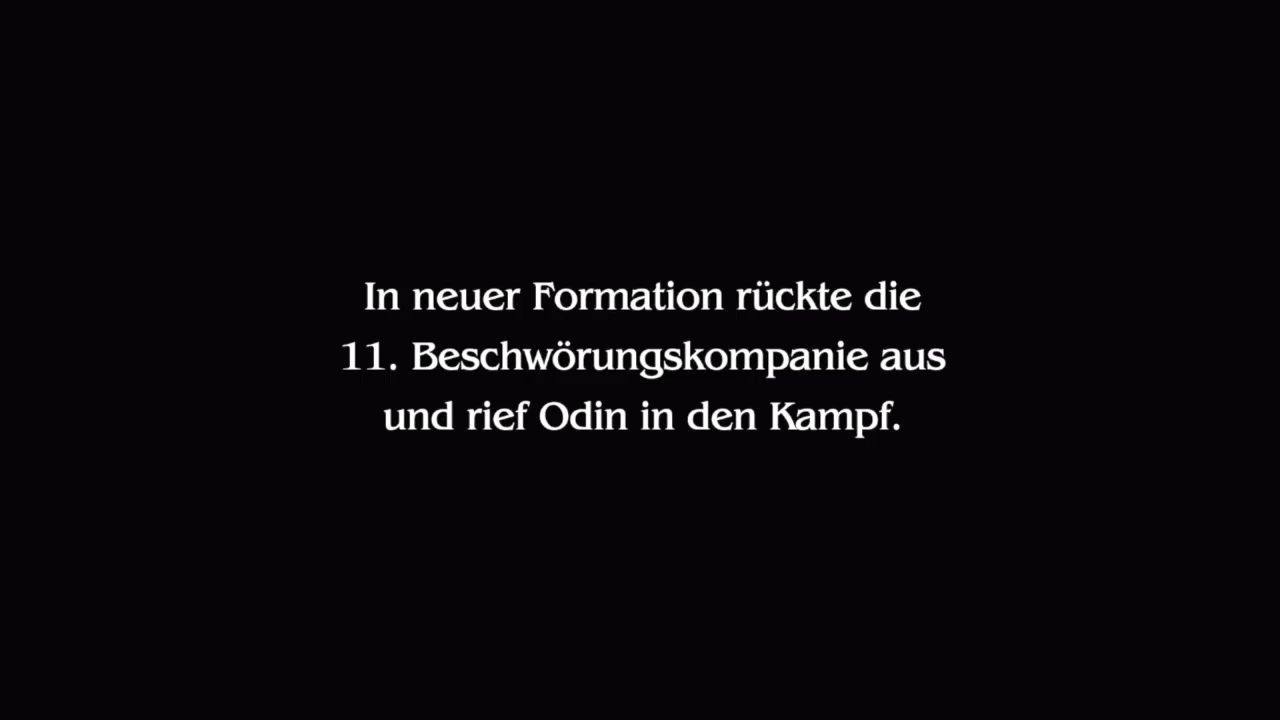 In neuer Formation rückte die
11. Beschwörungskompanie aus
und rief Odin in den Kampf.